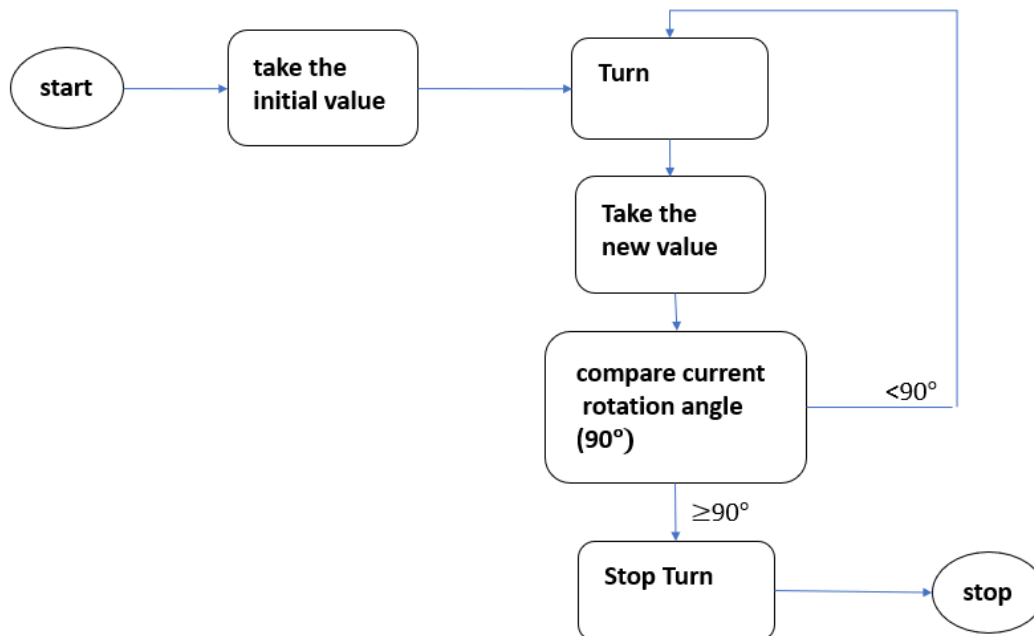 start
take the
initial value
Turn
Take the
new value
compare current
rotation angle
(90°)
<90°
≥90°
Stop Turn
stop